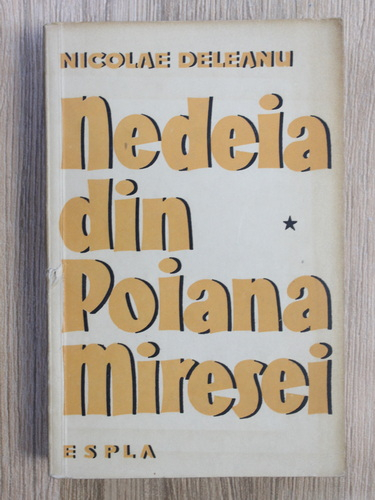 NICOLAE DELEANU
Nedeia
din
Poiana
Miresei
ESPLA